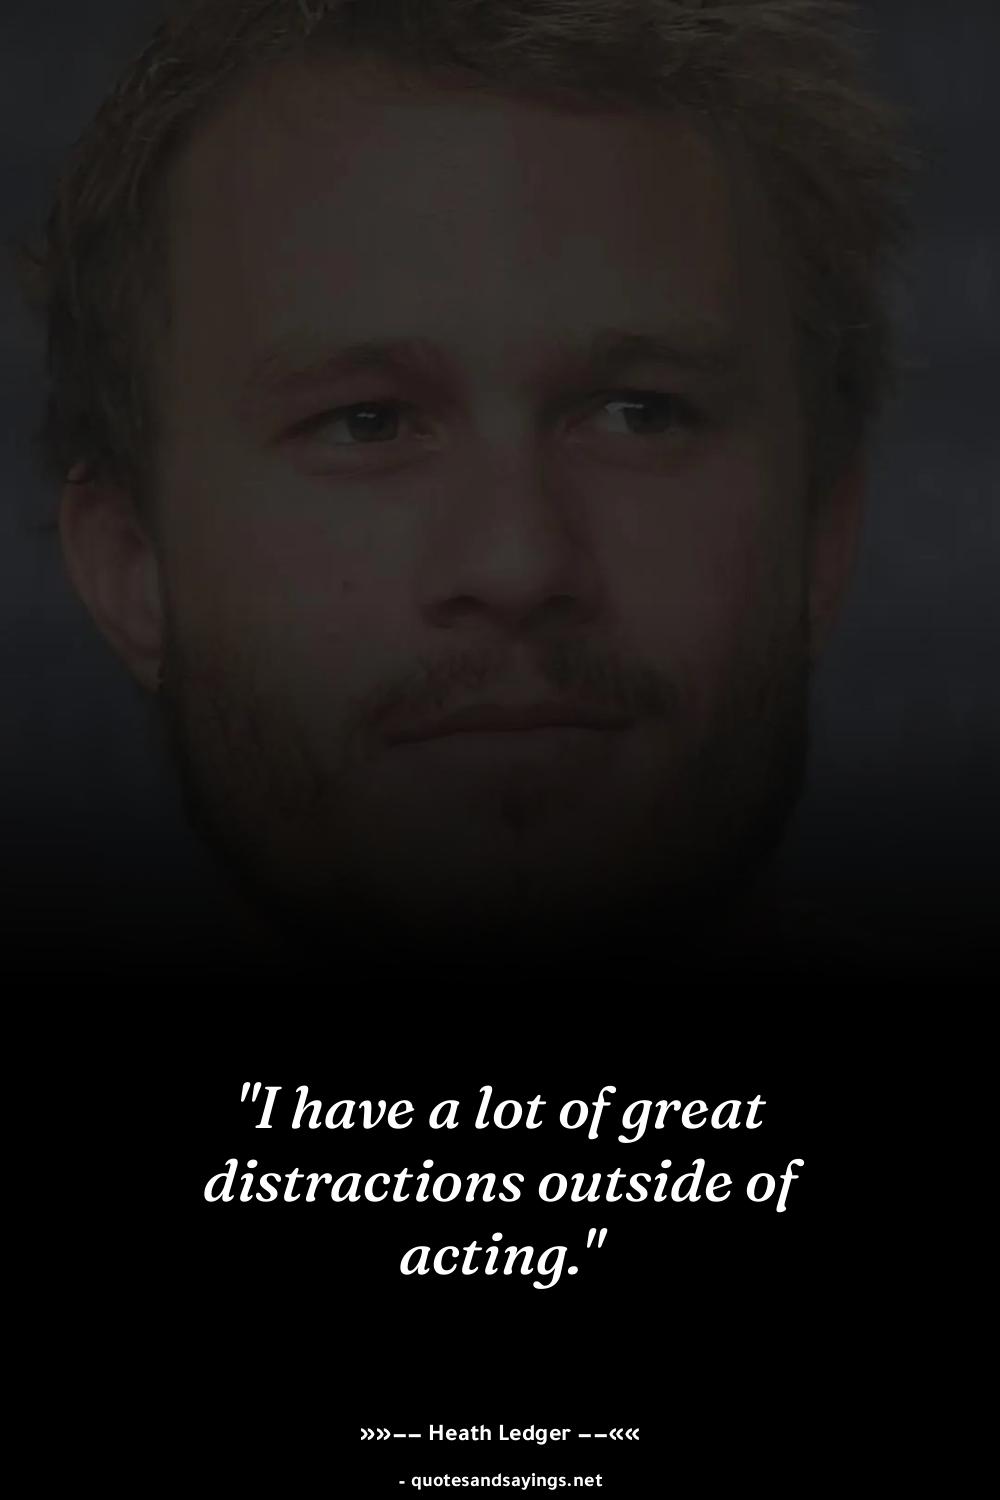 "I have a lot of great
distractions outside of
acting."
»»−− Heath Ledger −−««
- quotesandsayings.net